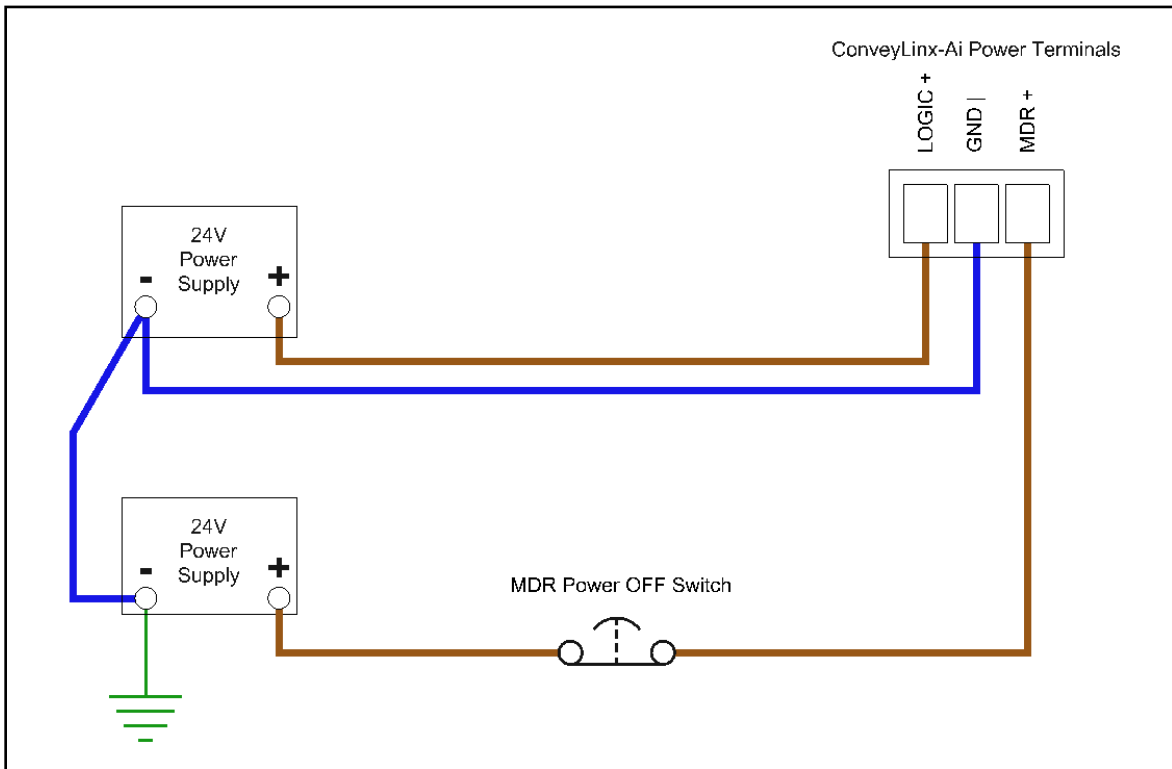 ConveyLinx-Ai Power Terminals
LOGIC +
GND |
MDR +
24V
Power
Supply
-
+
24V
Power
Supply
-
+
MDR Power OFF Switch